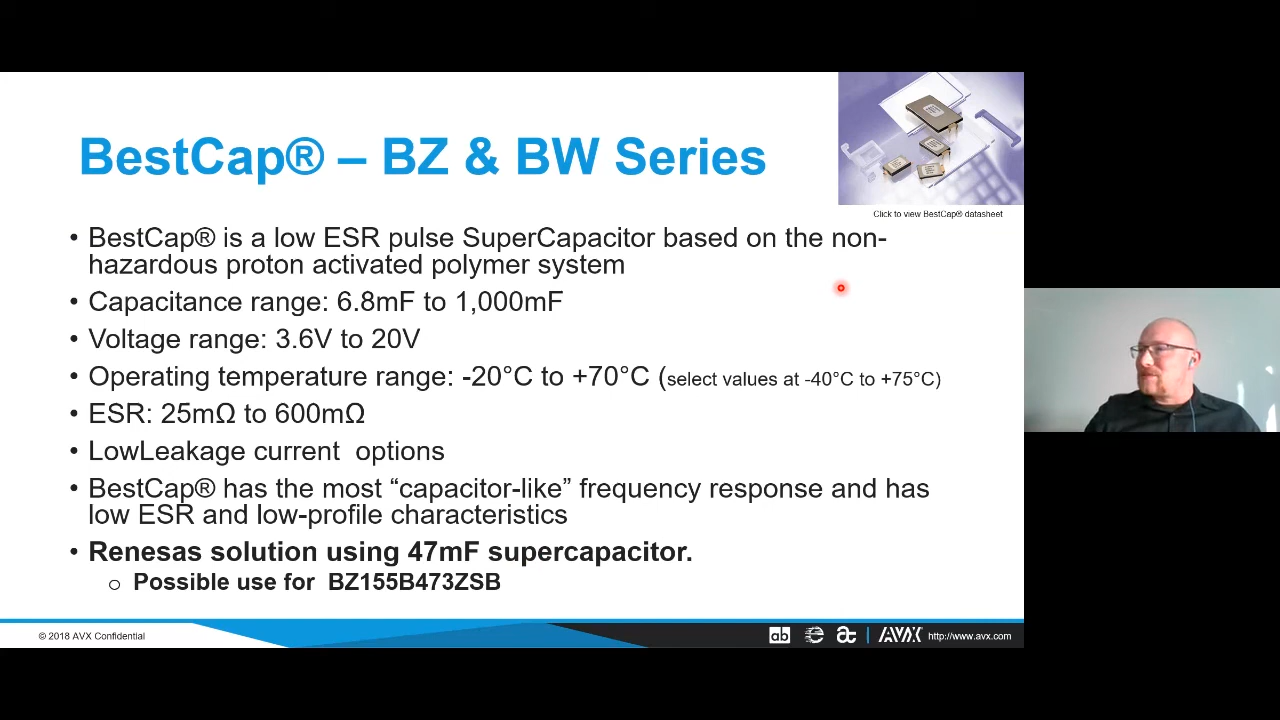 BestCap® – BZ & BW Series
Click to view BestCap® datasheet
• BestCap® is a low ESR pulse SuperCapacitor based on the non-
hazardous proton activated polymer system
• Capacitance range: 6.8mF to 1,000mF
• Voltage range: 3.6V to 20V
• Operating temperature range: -20°C to +70°C (select values at -40°C to +75°C)
• ESR: 25mΩ to 600mΩ
• LowLeakage current  options
• BestCap® has the most “capacitor-like” frequency response and has
low ESR and low-profile characteristics
• Renesas solution using 47mF supercapacitor.
o Possible use for  BZ155B473ZSB
© 2018 AVX Confidential
ab
AVX http://www.avx.com